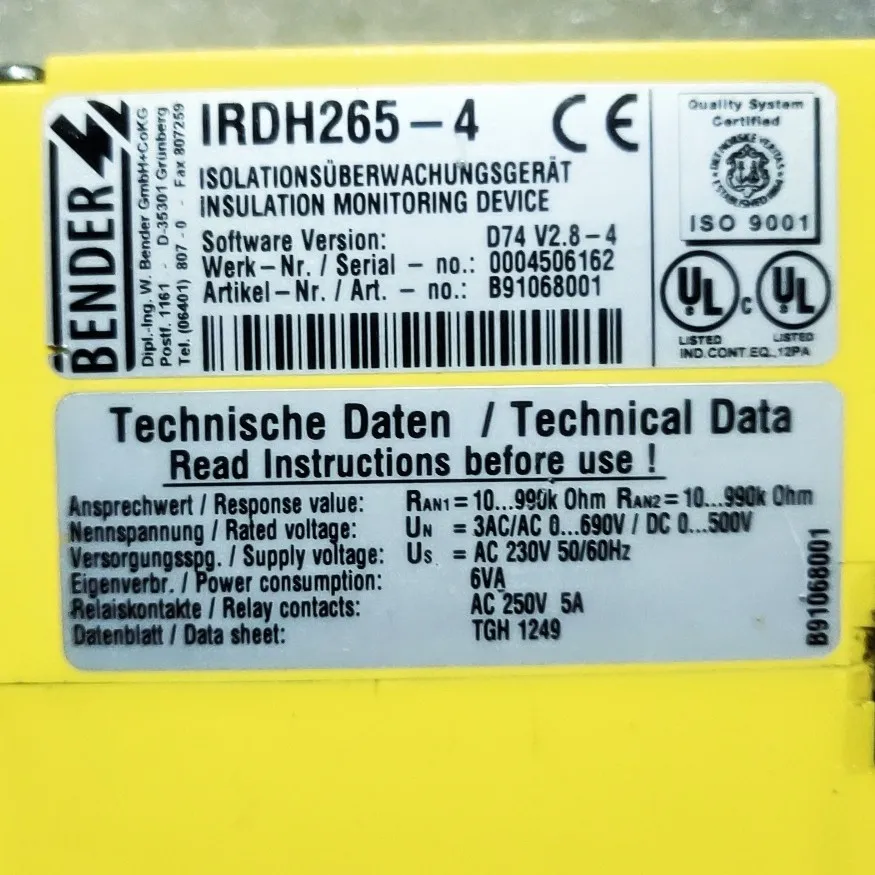 BENDER
Dipl.-Ing. W. Bender GmbH+CoKG
Postf. 1161 - D-35301 Grünberg
Tel. (06401) 807 - 0 - Fax 807259
IRDH265-4
CE
ISOLATIONSÜBERWACHUNGSGERÄT
INSULATION MONITORING DEVICE
Software Version: D74 V2.8-4
Werk-Nr. / Serial - no.: 0004506162
Artikel-Nr. / Art. - no.: B91068001
Quality System
Certified
DET NORSKE VERITAS
ISO 9001
UL C UL
LISTED LISTED
IND.CONT.EQ.,12PA
Technische Daten / Technical Data
Read Instructions before use !
Ansprechwert / Response value: RAN1 = 10...990k Ohm RAN2 = 10...990k Ohm
Nennspannung / Rated voltage: UN = 3AC/AC 0...690V / DC 0...500V
Versorgungsspg. / Supply voltage: US = AC 230V 50/60Hz
Eigenverbr. / Power consumption: 6VA
Relaiskontakte / Relay contacts: AC 250V 5A
Datenblatt / Data sheet: TGH 1249
B91068001